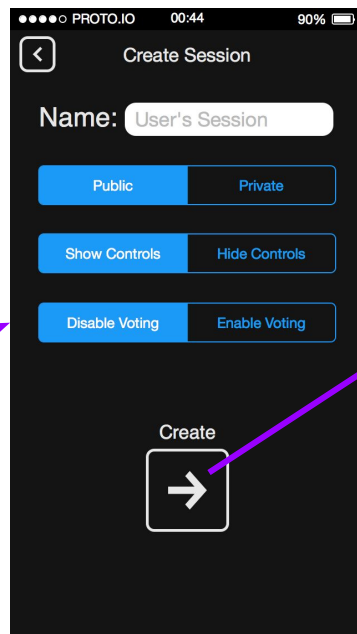 PROTO.IO 00:44 90%
Create Session
Name: User's Session
Public Private
Show Controls Hide Controls
Disable Voting Enable Voting
Create